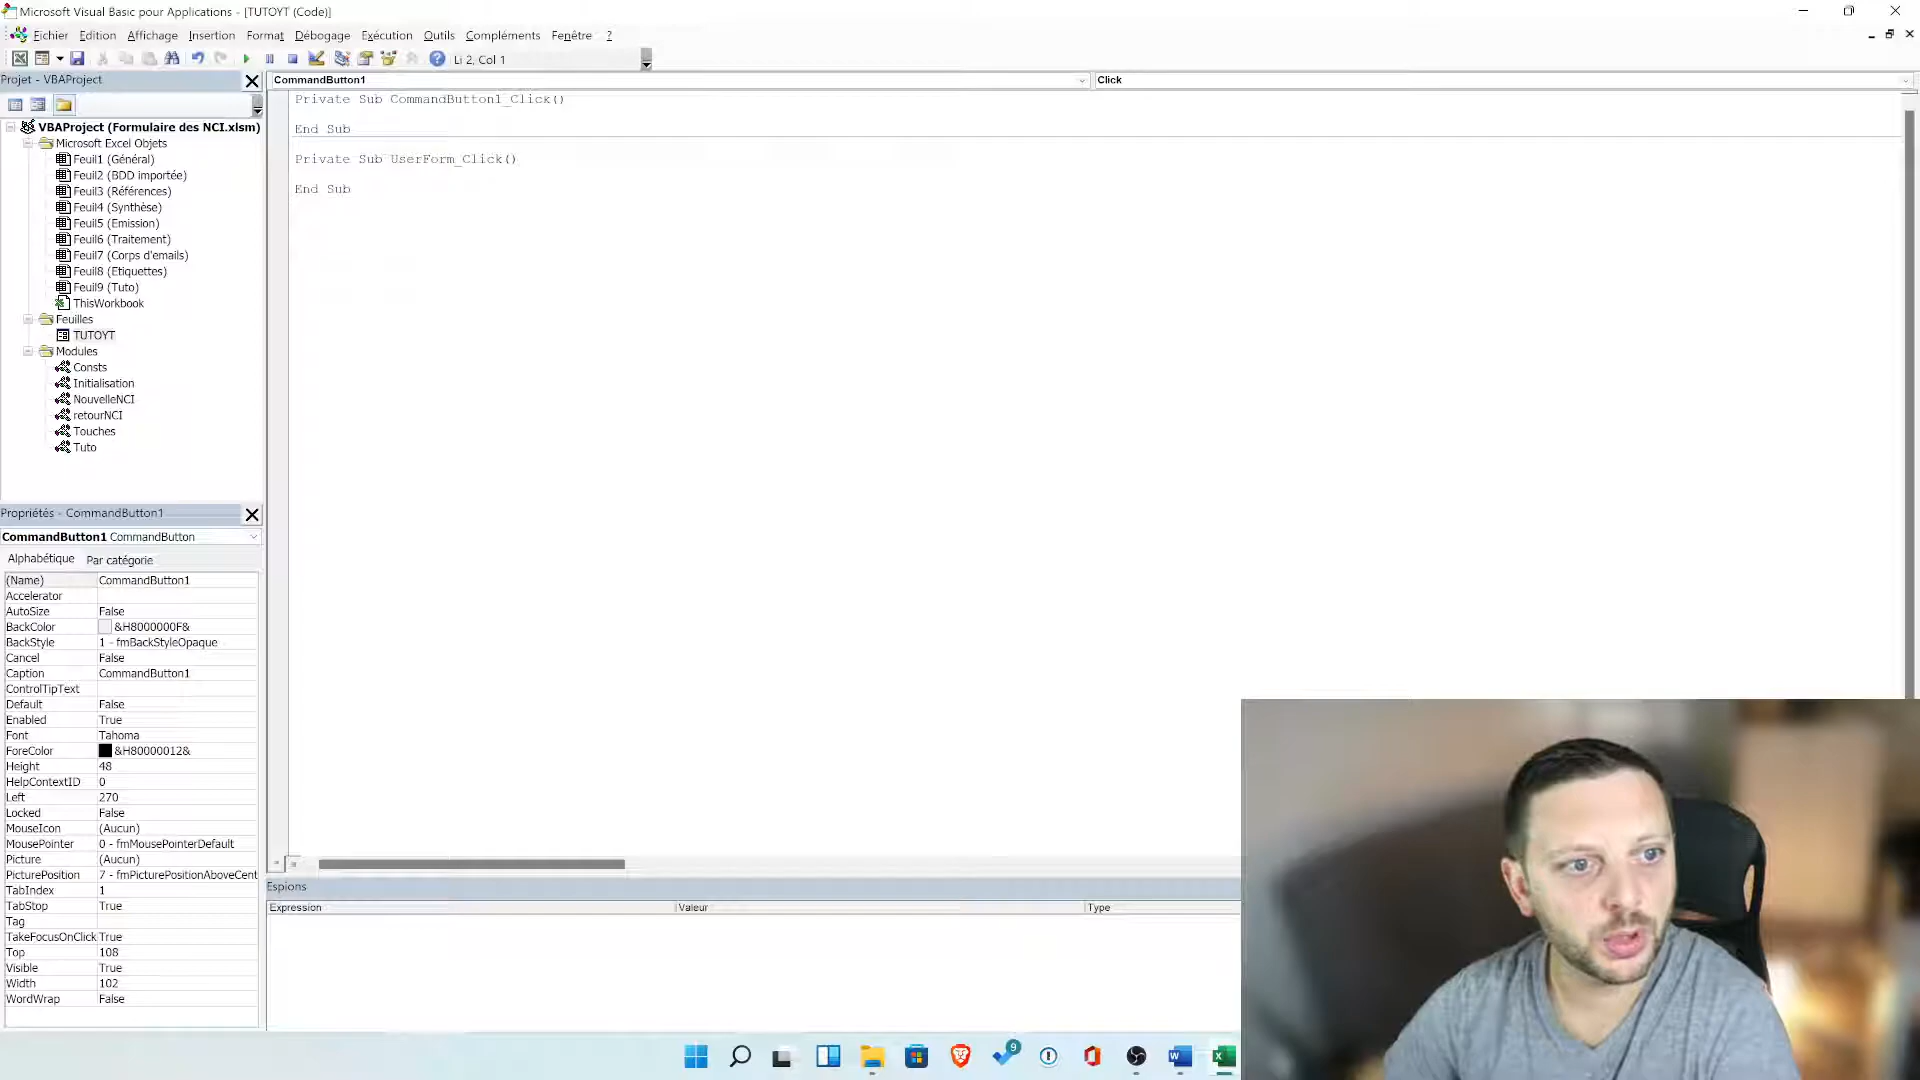 Microsoft Visual Basic pour Applications - [TUTOYT (Code)]
Fichier Edition Affichage Insertion Format Débogage Exécution Outils Compléments Fenêtre ?
Li 2, Col 1
Projet - VBAProject
CommandButton1
Click
VBAProject (Formulaire des NCI.xlsm)
Microsoft Excel Objets
Feuil1 (Général)
Feuil2 (BDD importée)
Feuil3 (Références)
Feuil4 (Synthèse)
Feuil5 (Emission)
Feuil6 (Traitement)
Feuil7 (Corps d'emails)
Feuil8 (Etiquettes)
Feuil9 (Tuto)
ThisWorkbook
Feuilles
TUTOYT
Modules
Consts
Initialisation
NouvelleNCI
retourNCI
Touches
Tuto
Private Sub CommandButton1_Click()
End Sub
Private Sub UserForm_Click()
End Sub
Propriétés - CommandButton1
CommandButton1 CommandButton
Alphabétique Par catégorie
(Name) CommandButton1
Accelerator
AutoSize False
BackColor &H8000000F&
BackStyle 1 - fmBackStyleOpaque
Cancel False
Caption CommandButton1
ControlTipText
Default False
Enabled True
Font Tahoma
ForeColor &H80000012&
Height 48
HelpContextID 0
Left 270
Locked False
MouseIcon (Aucun)
MousePointer 0 - fmMousePointerDefault
Picture (Aucun)
PicturePosition 7 - fmPicturePositionAboveCent
TabIndex 1
TabStop True
Tag
TakeFocusOnClick True
Top 108
Visible True
Width 102
WordWrap False
Espions
Expression Valeur Type
9